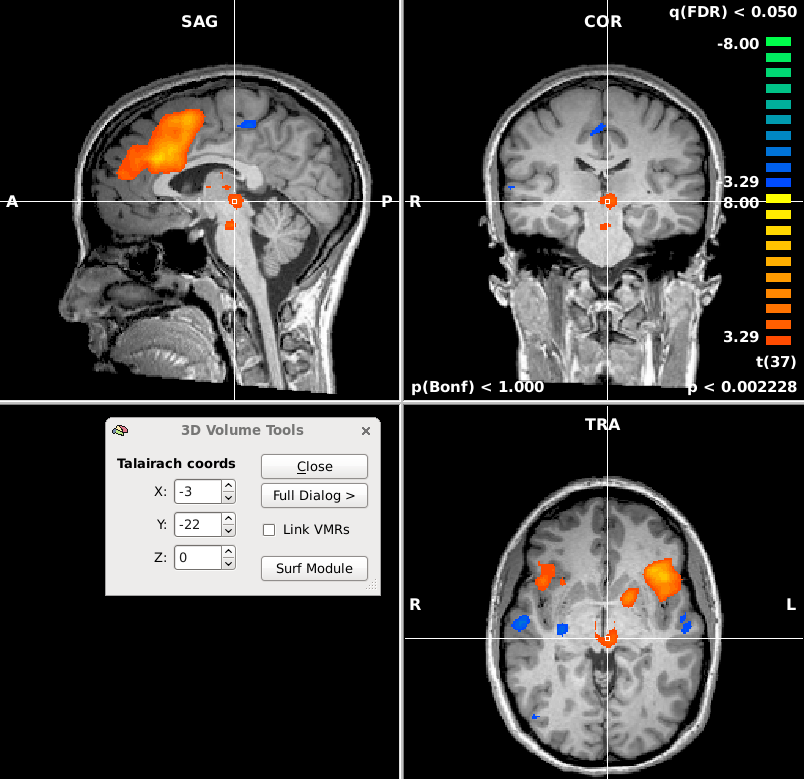 SAG
A
P
COR
q(FDR) < 0.050
-8.00
3.29
8.00
3.29
t(37)
R
p(Bonf) < 1.000
p < 0.002228
3D Volume Tools
Talairach coords
X: -3
Y: -22
Z: 0
Close
Full Dialog >
Link VMRs
Surf Module
TRA
R
L